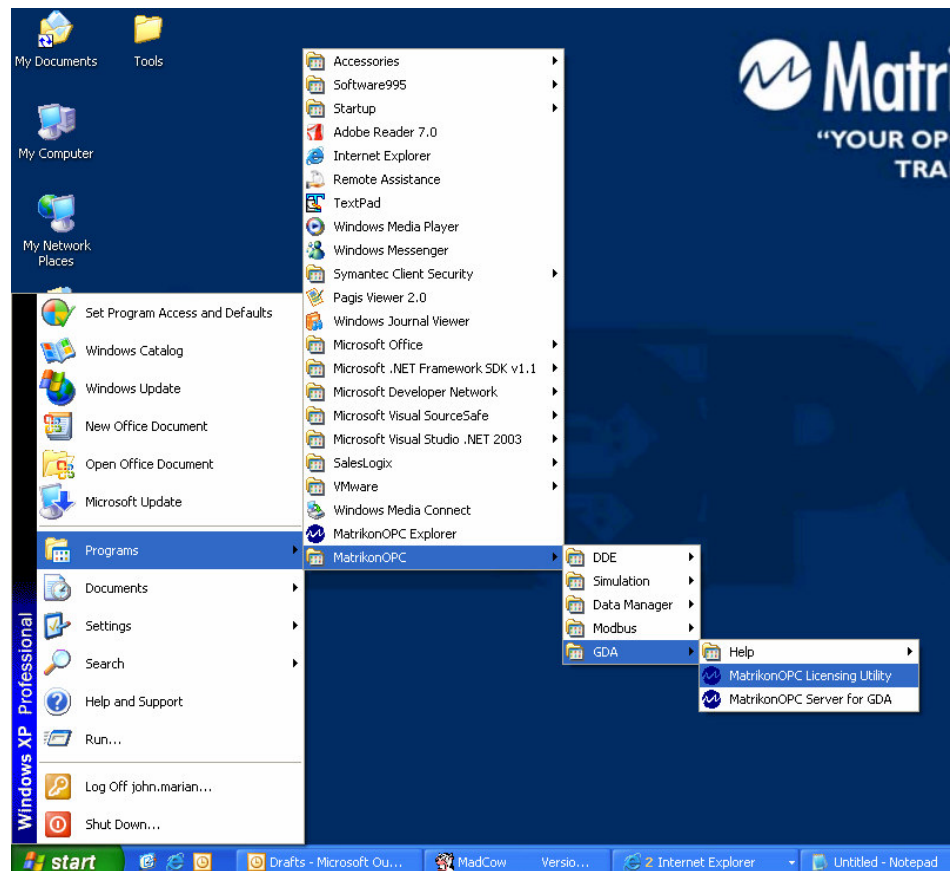 My Documents
Tools
My Computer
My Network
Places
Matr
"YOUR OP
TRA
Accessories
Software995
Startup
Adobe Reader 7.0
Internet Explorer
Remote Assistance
TextPad
Windows Media Player
Windows Messenger
Symantec Client Security
Pagis Viewer 2.0
Windows Journal Viewer
Microsoft Office
Microsoft .NET Framework SDK v1.1
Microsoft Developer Network
Microsoft Visual SourceSafe
Microsoft Visual Studio .NET 2003
SalesLogix
VMware
Windows Media Connect
MatrikonOPC Explorer
MatrikonOPC
DDE
Simulation
Data Manager
Modbus
GDA
Help
MatrikonOPC Licensing Utility
MatrikonOPC Server for GDA
Set Program Access and Defaults
Windows Catalog
Windows Update
New Office Document
Open Office Document
Microsoft Update
Programs
Documents
Settings
Search
Help and Support
Run...
Log Off john.marian...
Shut Down...
Windows XP Professional
start
Drafts - Microsoft Ou...
MadCow Versio...
2 Internet Explorer
Untitled - Notepad